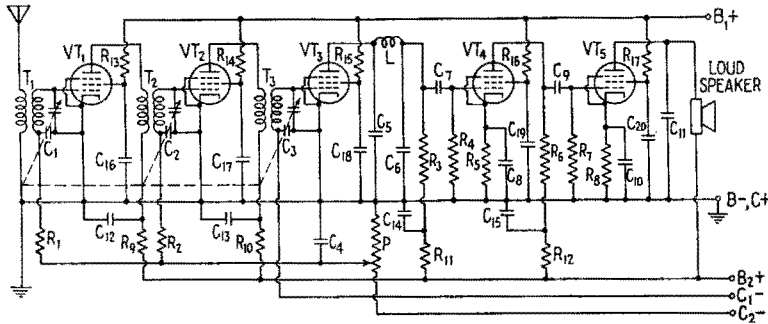 B₁+
VT₁ R₁₃ VT₂ R₁₄ VT₃ R₁₅ L VT₄ R₁₆ VT₅ R₁₇
T₁ T₂ T₃ C₇ C₉ LOUD SPEAKER
C₁ C₁₆ C₂ C₁₇ C₃ C₁₈ C₅ C₆ R₃ R₄ R₅ C₈ C₁₉ R₆ R₇ R₈ C₁₀ C₂₀ C₁₁
B-, C+
C₁₂ C₁₃ C₁₄ C₁₅
R₁ R₉ R₂ R₁₀ C₄ P R₁₁ R₁₂
B₂+
C₁-
C₂-